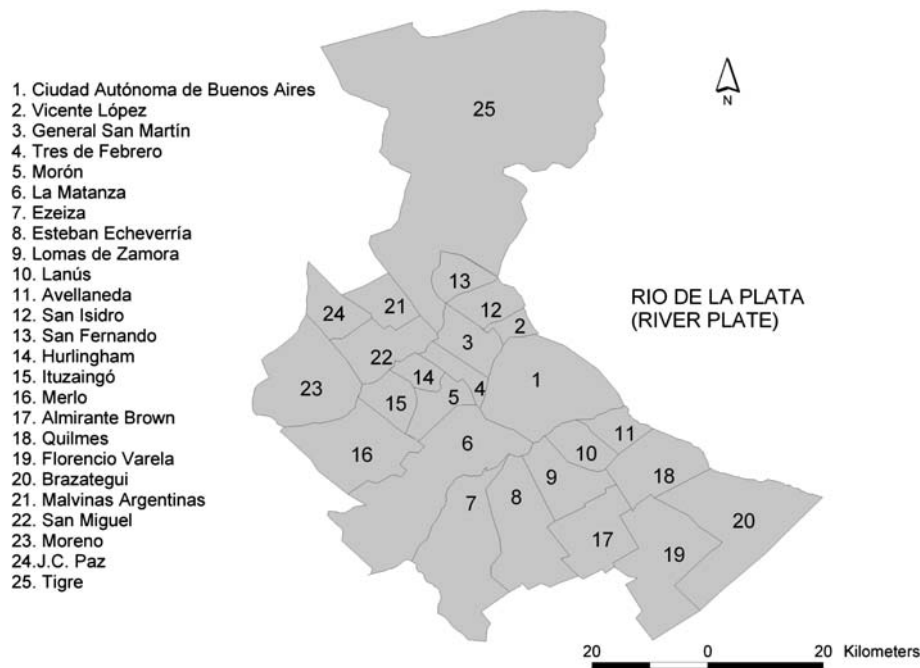 1. Ciudad Autónoma de Buenos Aires
2. Vicente López
3. General San Martín
4. Tres de Febrero
5. Morón
6. La Matanza
7. Ezeiza
8. Esteban Echeverría
9. Lomas de Zamora
10. Lanús
11. Avellaneda
12. San Isidro
13. San Fernando
14. Hurlingham
15. Ituzaingó
16. Merlo
17. Almirante Brown
18. Quilmes
19. Florencio Varela
20. Brazategui
21. Malvinas Argentinas
22. San Miguel
23. Moreno
24.J.C. Paz
25. Tigre
25
N
13
21
12
24
2
3
22
14
23
5
4
1
15
16
6
11
10
9
18
7
8
20
17
19
RIO DE LA PLATA
(RIVER PLATE)
20 0 20 Kilometers